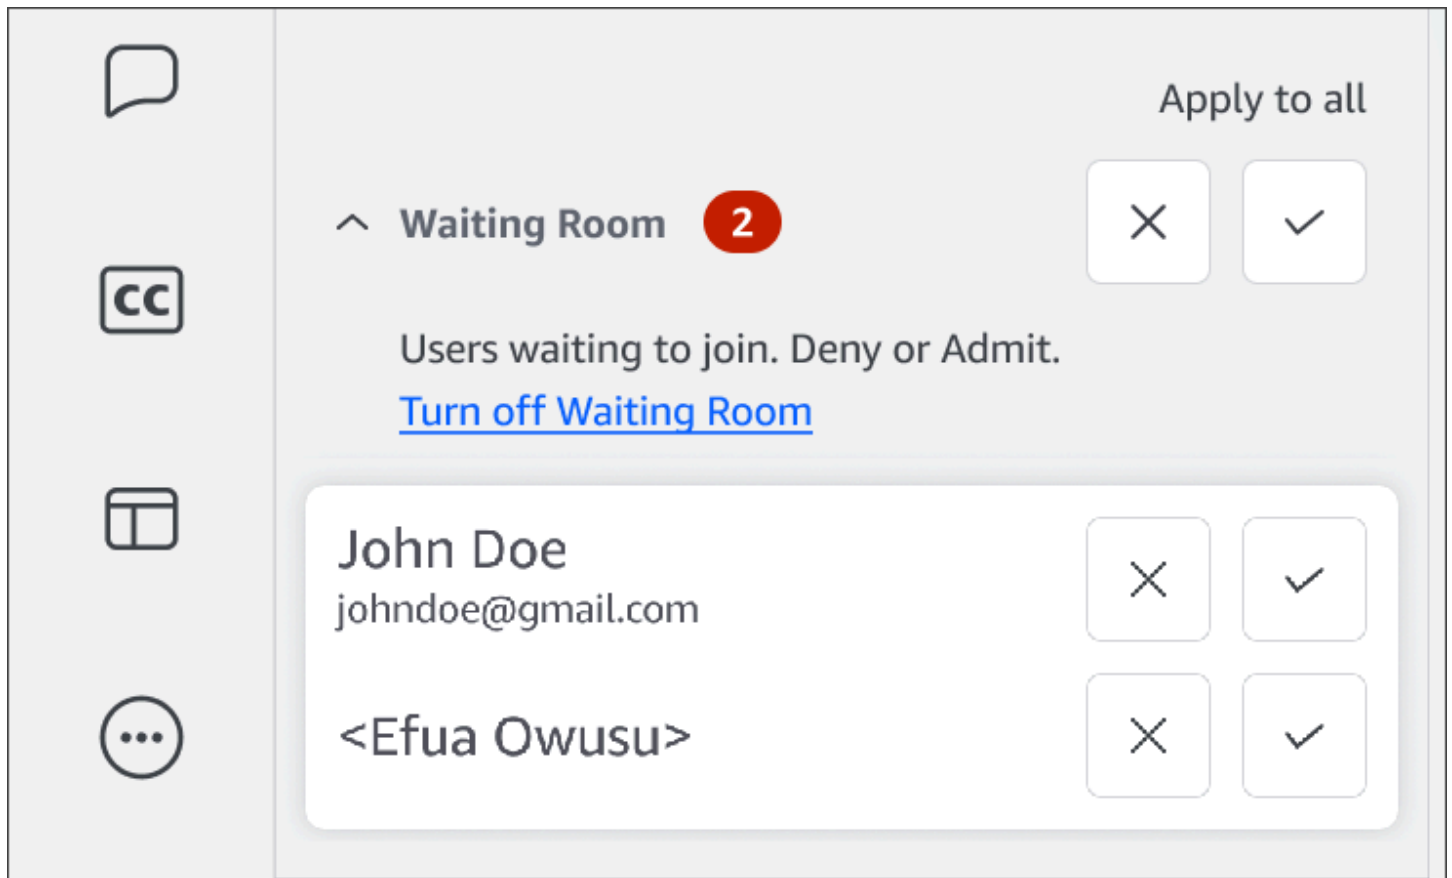 Apply to all
Waiting Room 2
CC
Users waiting to join. Deny or Admit.
Turn off Waiting Room
John Doe
johndoe@gmail.com
<Efua Owusu>